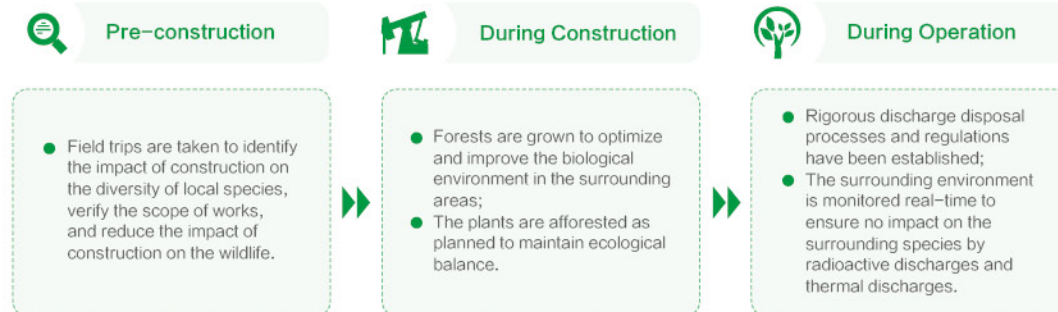 Pre-construction
Field trips are taken to identify
the impact of construction on
the diversity of local species,
verify the scope of works,
and reduce the impact of
construction on the wildlife.
During Construction
Forests are grown to optimize
and improve the biological
environment in the surrounding
areas;
The plants are afforested as
planned to maintain ecological
balance.
During Operation
Rigorous discharge disposal
processes and regulations
have been established;
The surrounding environment
is monitored real-time to
ensure no impact on the
surrounding species by
radioactive discharges and
thermal discharges.